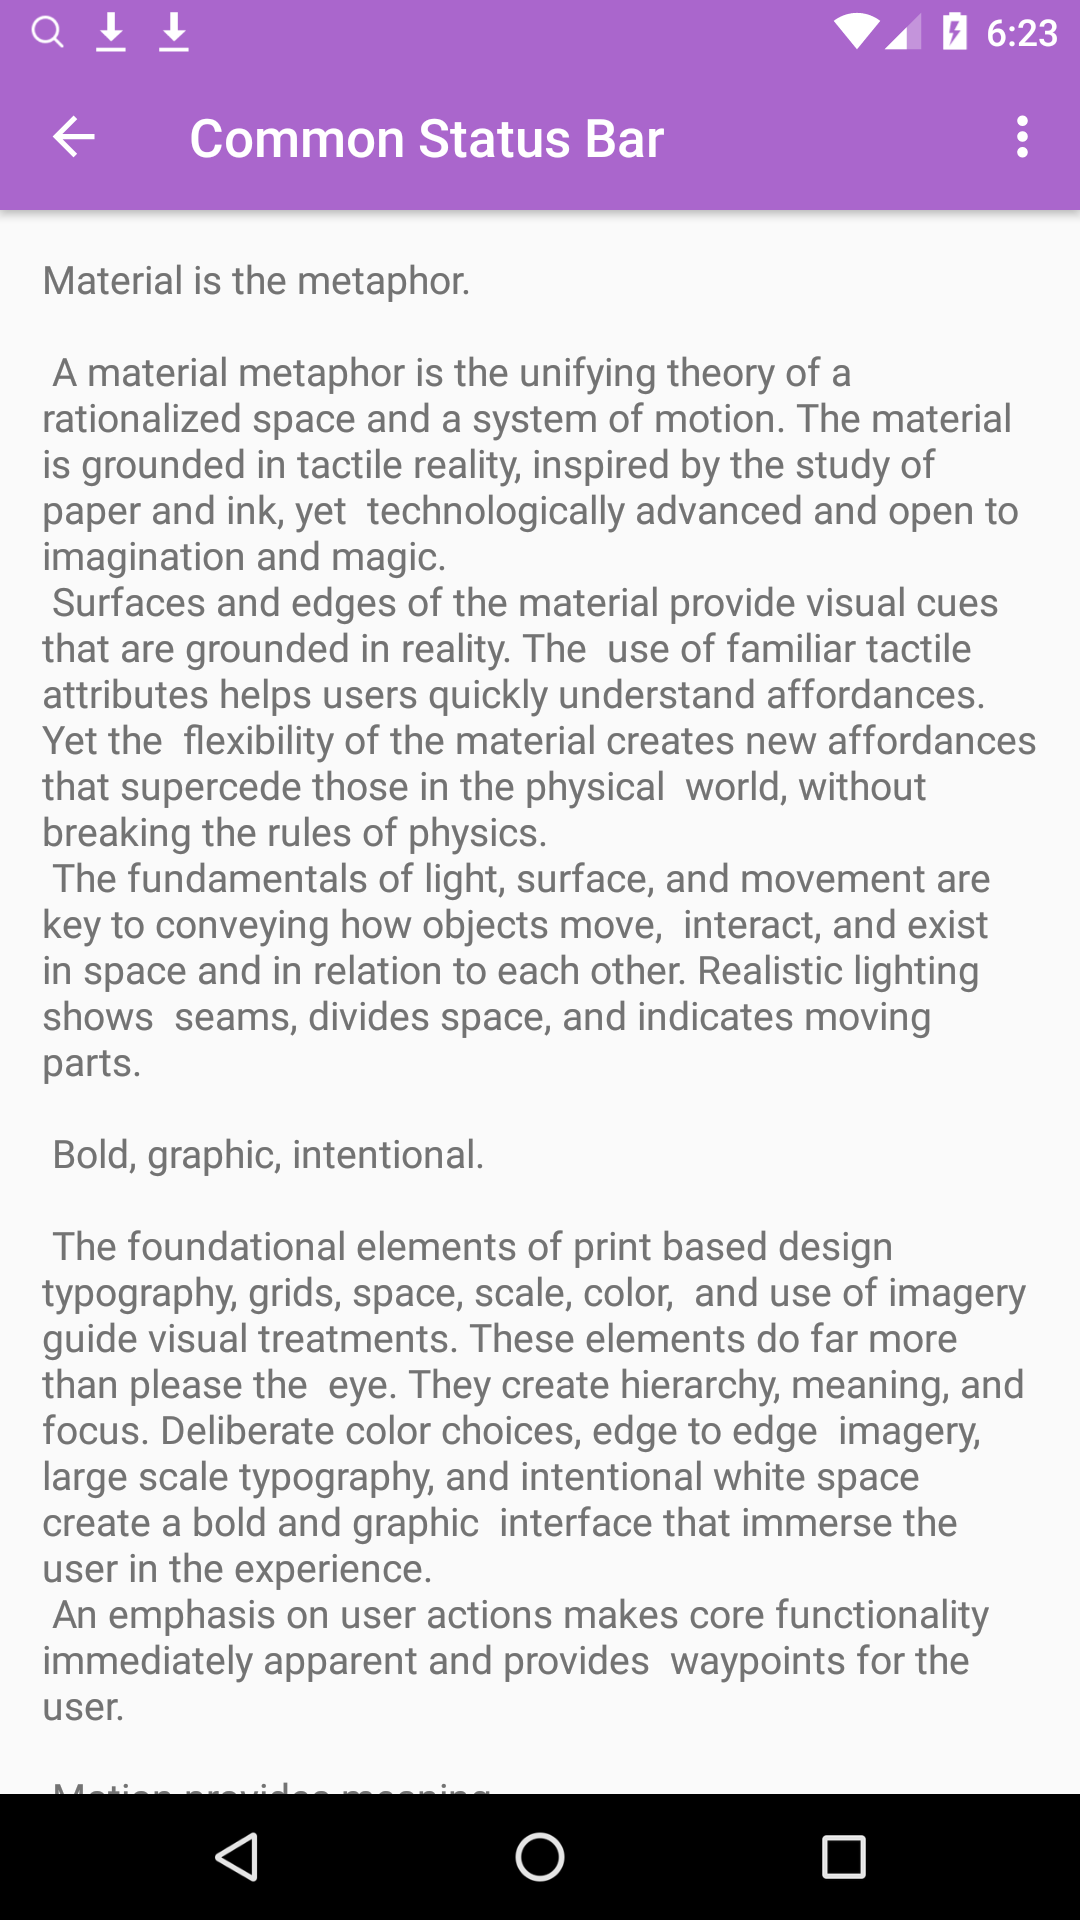 6:23
Common Status Bar
Material is the metaphor.
A material metaphor is the unifying theory of a
rationalized space and a system of motion. The material
is grounded in tactile reality, inspired by the study of
paper and ink, yet  technologically advanced and open to
imagination and magic.
Surfaces and edges of the material provide visual cues
that are grounded in reality. The  use of familiar tactile
attributes helps users quickly understand affordances.
Yet the  flexibility of the material creates new affordances
that supercede those in the physical  world, without
breaking the rules of physics.
The fundamentals of light, surface, and movement are
key to conveying how objects move,  interact, and exist
in space and in relation to each other. Realistic lighting
shows  seams, divides space, and indicates moving
parts.
Bold, graphic, intentional.
The foundational elements of print based design
typography, grids, space, scale, color,  and use of imagery
guide visual treatments. These elements do far more
than please the  eye. They create hierarchy, meaning, and
focus. Deliberate color choices, edge to edge  imagery,
large scale typography, and intentional white space
create a bold and graphic  interface that immerse the
user in the experience.
An emphasis on user actions makes core functionality
immediately apparent and provides  waypoints for the
user.
Motion provides meaning